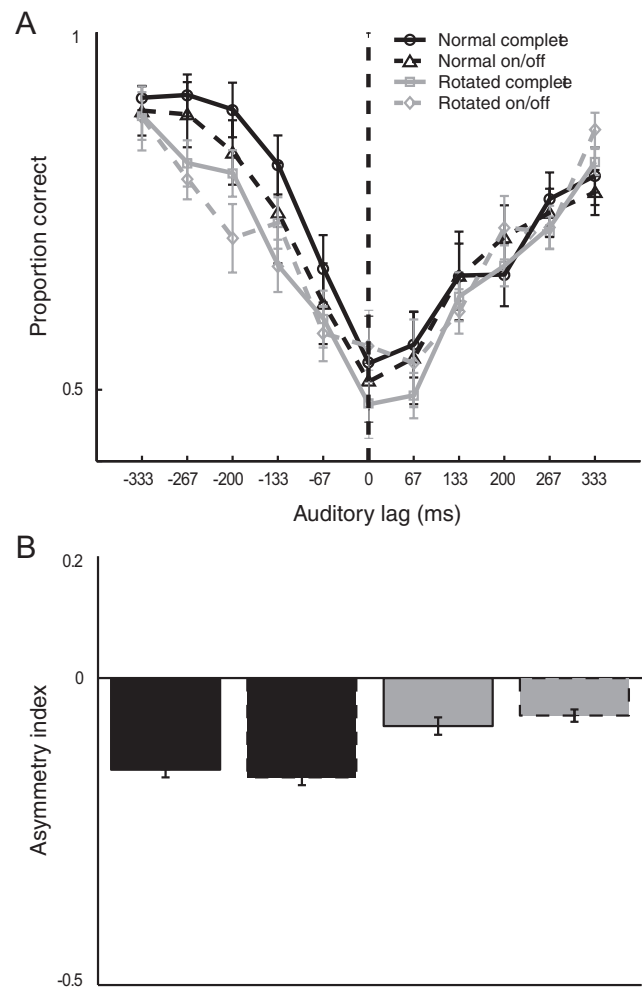 A
1
Normal complete
Normal on/off
Rotated complete
Rotated on/off
Proportion correct
0.5
-333 -267 -200 -133 -67 0 67 133 200 267 333
Auditory lag (ms)
B
0.2
0
Asymmetry index
-0.5